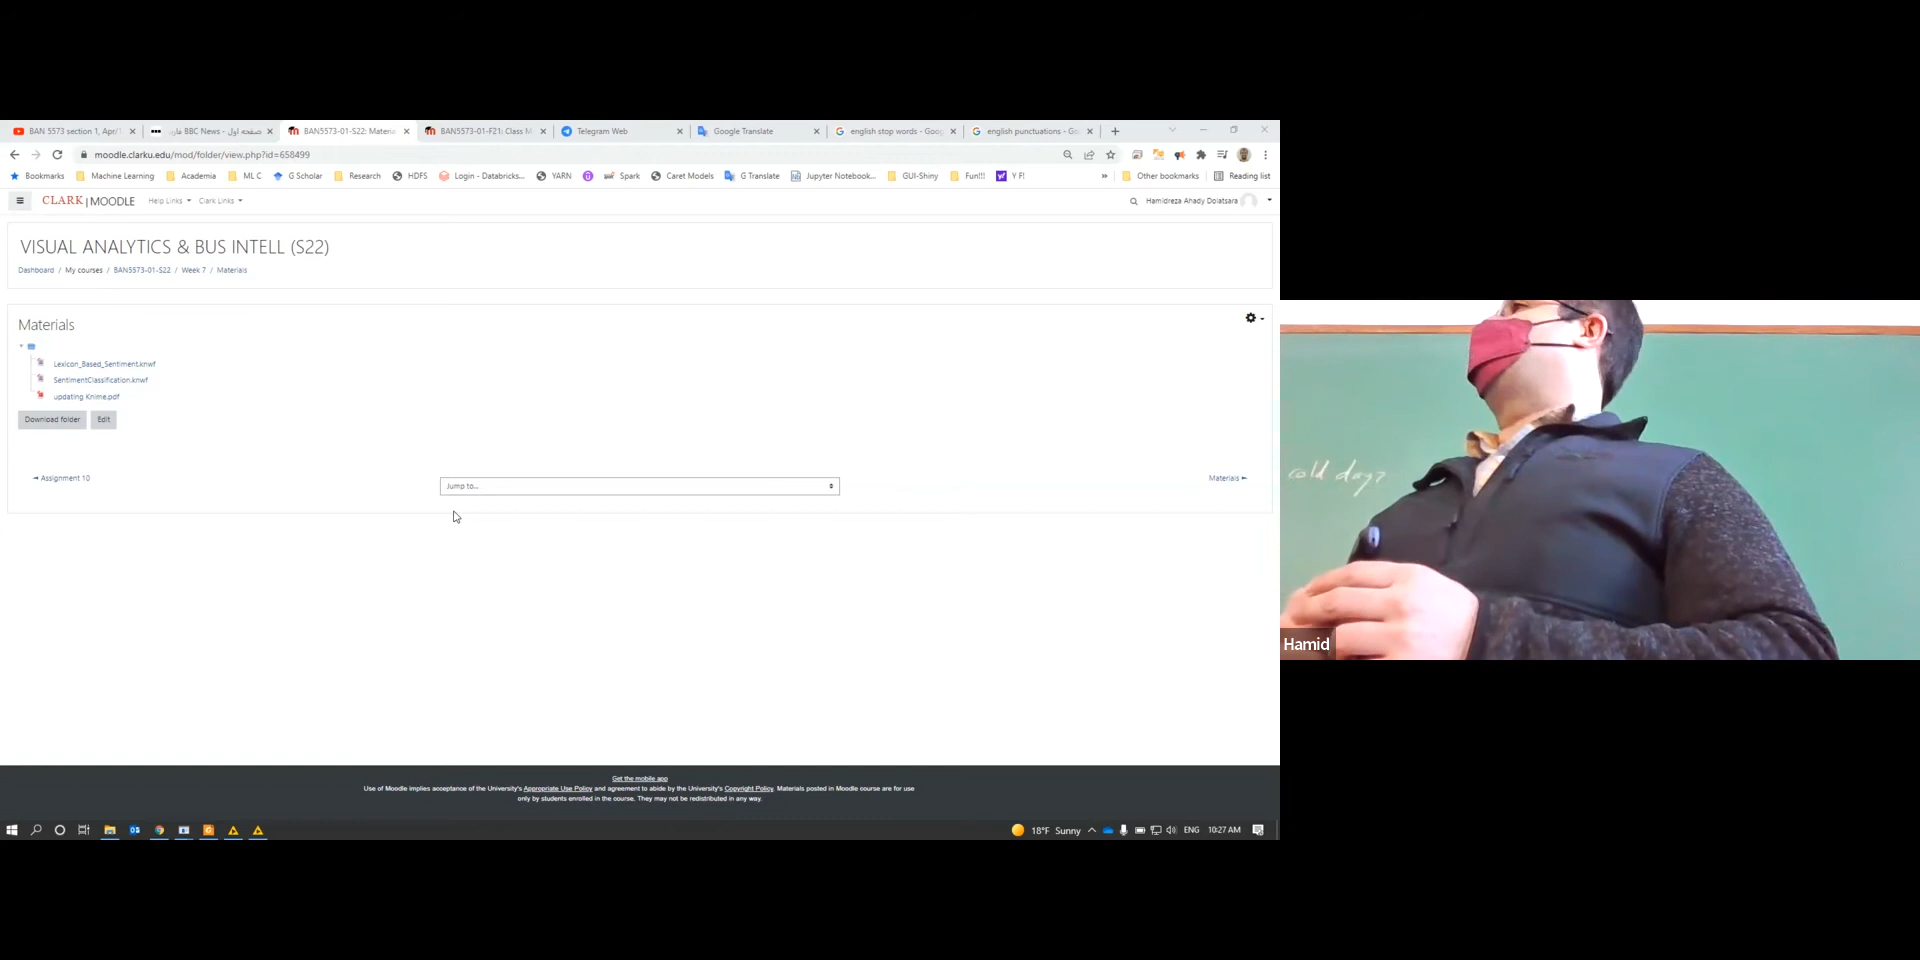 BAN 5573 section 1, Apr/1
صفحه اول - BBC News فار
BAN5573-01-S22: Materia
BAN5573-01-F21: Class M
Telegram Web
Google Translate
english stop words - Goog
english punctuations - Go
moodle.clarku.edu/mod/folder/view.php?id=658499
Bookmarks
Machine Learning
Academia
ML C
G Scholar
Research
HDFS
Login - Databricks...
YARN
Spark
Caret Models
G Translate
Jupyter Notebook...
GUI-Shiny
Fun!!!
Y F!
»
Other bookmarks
Reading list
CLARK | MOODLE
Help Links
Clark Links
Hamidreza Ahady Dolatsara
VISUAL ANALYTICS & BUS INTELL (S22)
Dashboard / My courses / BAN5573-01-S22 / Week 7 / Materials
Materials
Lexicon_Based_Sentiment.knwf
SentimentClassification.knwf
updating Knime.pdf
Download folder
Edit
◄ Assignment 10
Jump to...
Materials ►
cold day?
Hamid
Get the mobile app
Use of Moodle implies acceptance of the University's Appropriate Use Policy and agreement to abide by the University's Copyright Policy. Materials posted in Moodle course are for use
only by students enrolled in the course. They may not be redistributed in any way.
18°F Sunny
ENG
10:27 AM